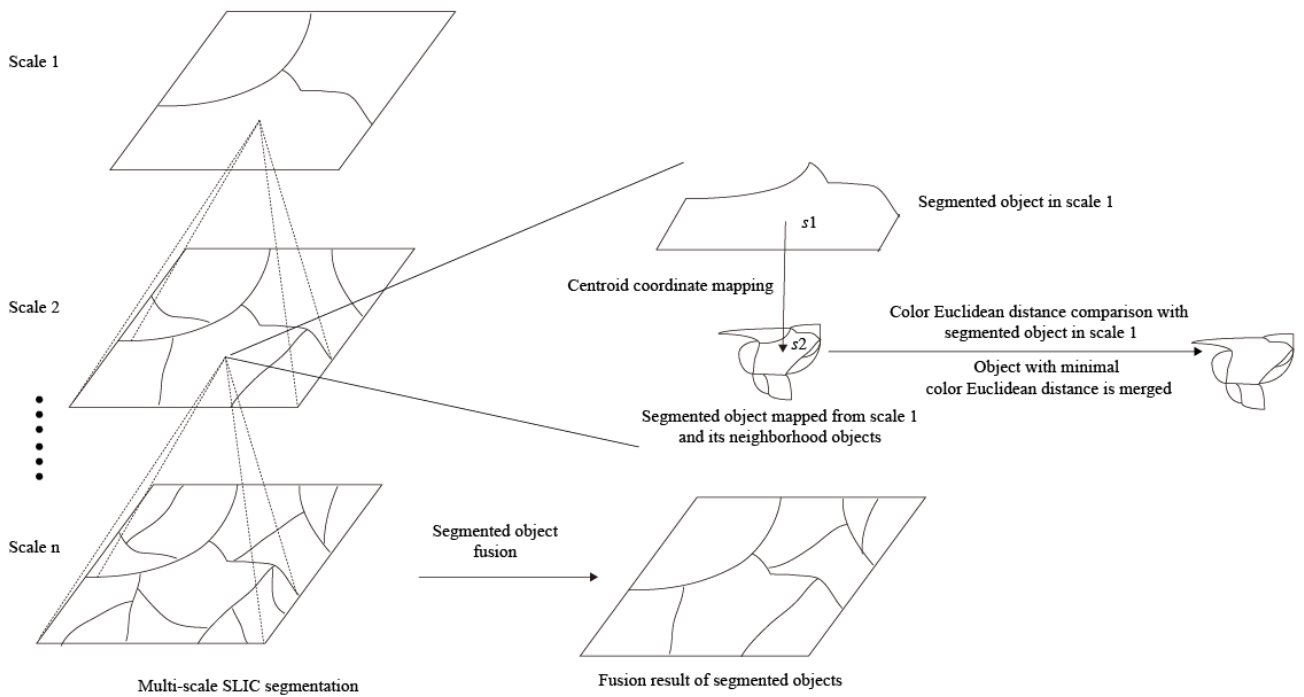 Scale 1
Segmented object in scale 1
s1
Centroid coordinate mapping
Scale 2
s2
Color Euclidean distance comparison with
segmented object in scale 1
Object with minimal
color Euclidean distance is merged
Segmented object mapped from scale 1
and its neighborhood objects
Scale n
Segmented object
fusion
Multi-scale SLIC segmentation
Fusion result of segmented objects